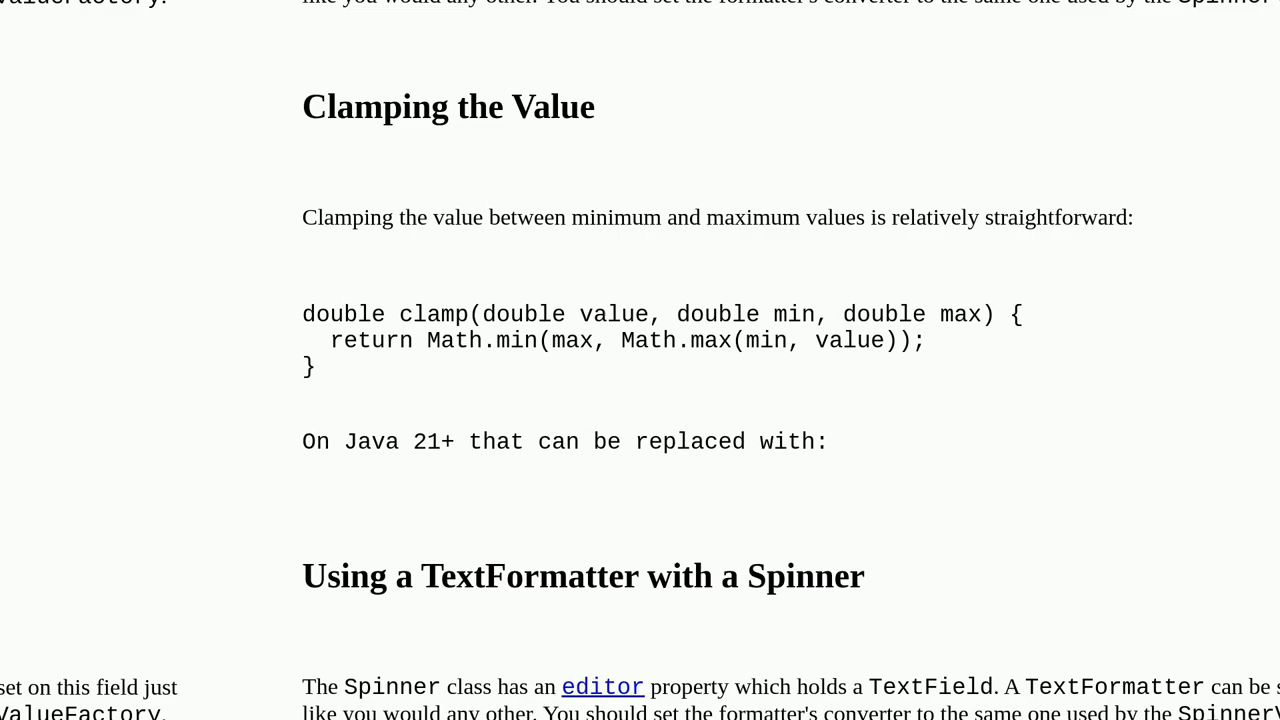 ValueFactory.
like you would any other. You should set the formatter's converter to the same one used by the
Clamping the Value
Clamping the value between minimum and maximum values is relatively straightforward:
double clamp(double value, double min, double max) {
  return Math.min(max, Math.max(min, value));
}
On Java 21+ that can be replaced with:
Using a TextFormatter with a Spinner
set on this field just
The Spinner class has an editor property which holds a TextField. A TextFormatter can be
ValueFactory.
like you would any other. You should set the formatter's converter to the same one used by the